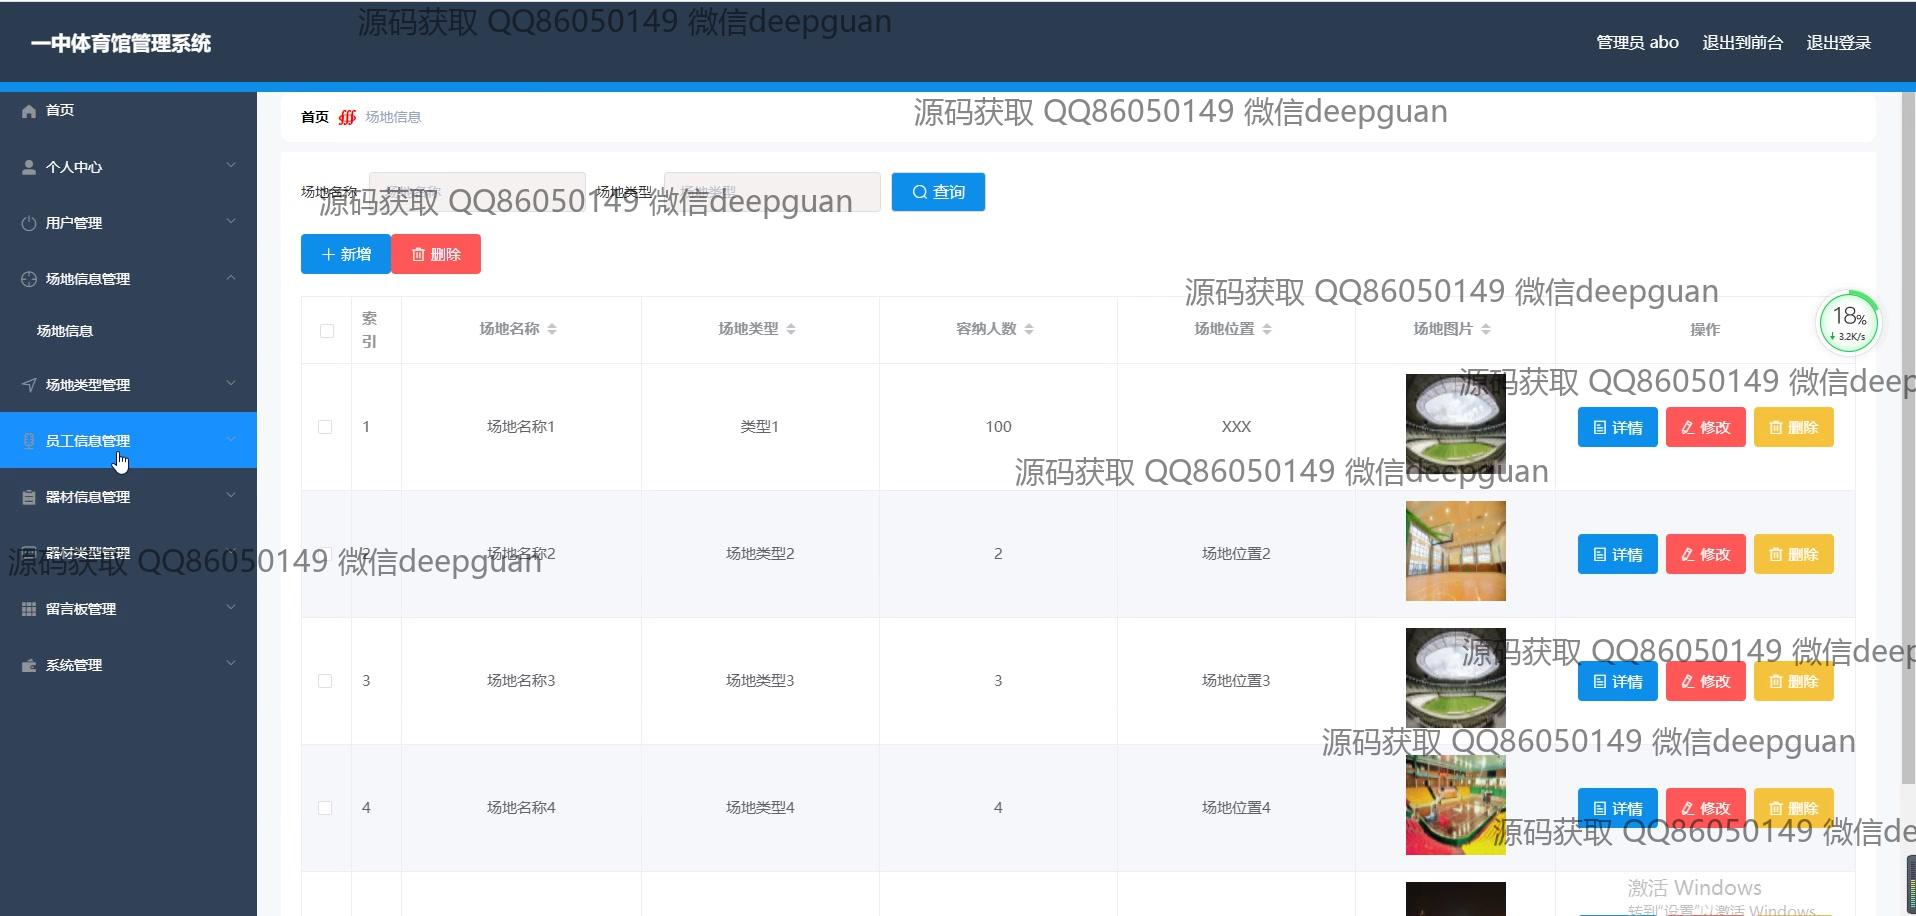 源码获取 QQ86050149 微信deepguan
一中体育馆管理系统
管理员 abo 退出到前台 退出登录
首页
个人中心
用户管理
场地信息管理
场地信息
场地类型管理
员工信息管理
器材信息管理
器材类型管理
留言板管理
系统管理
首页 场地信息
源码获取 QQ86050149 微信deepguan
场地名称 场地名称 场地类型 场地类型 查询
源码获取 QQ86050149 微信deepguan
新增 删除
源码获取 QQ86050149 微信deepguan
索引 场地名称 场地类型 容纳人数 场地位置 场地图片 操作
18%
3.2K/s
源码获取 QQ86050149 微信deep
1 场地名称1 类型1 100 XXX 详情 修改 删除
源码获取 QQ86050149 微信deepguan
2 场地名称2 场地类型2 2 场地位置2 详情 修改 删除
源码获取 QQ86050149 微信deepguan
源码获取 QQ86050149 微信deep
3 场地名称3 场地类型3 3 场地位置3 详情 修改 删除
源码获取 QQ86050149 微信deepguan
4 场地名称4 场地类型4 4 场地位置4 详情 修改 删除
源码获取 QQ86050149 微信de
激活 Windows
转到"设置"以激活 Windows。